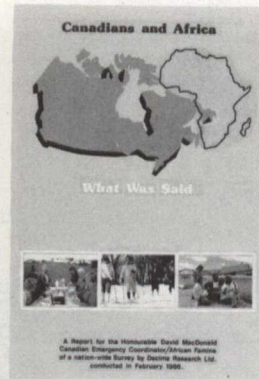 Canadians and Africa
What Was Said
A Report for the Honourable David MacDonald
Canadian Emergency Coordinator/African Famine
of a nation-wide Survey by Decima Research Ltd.
conducted in February 1986.